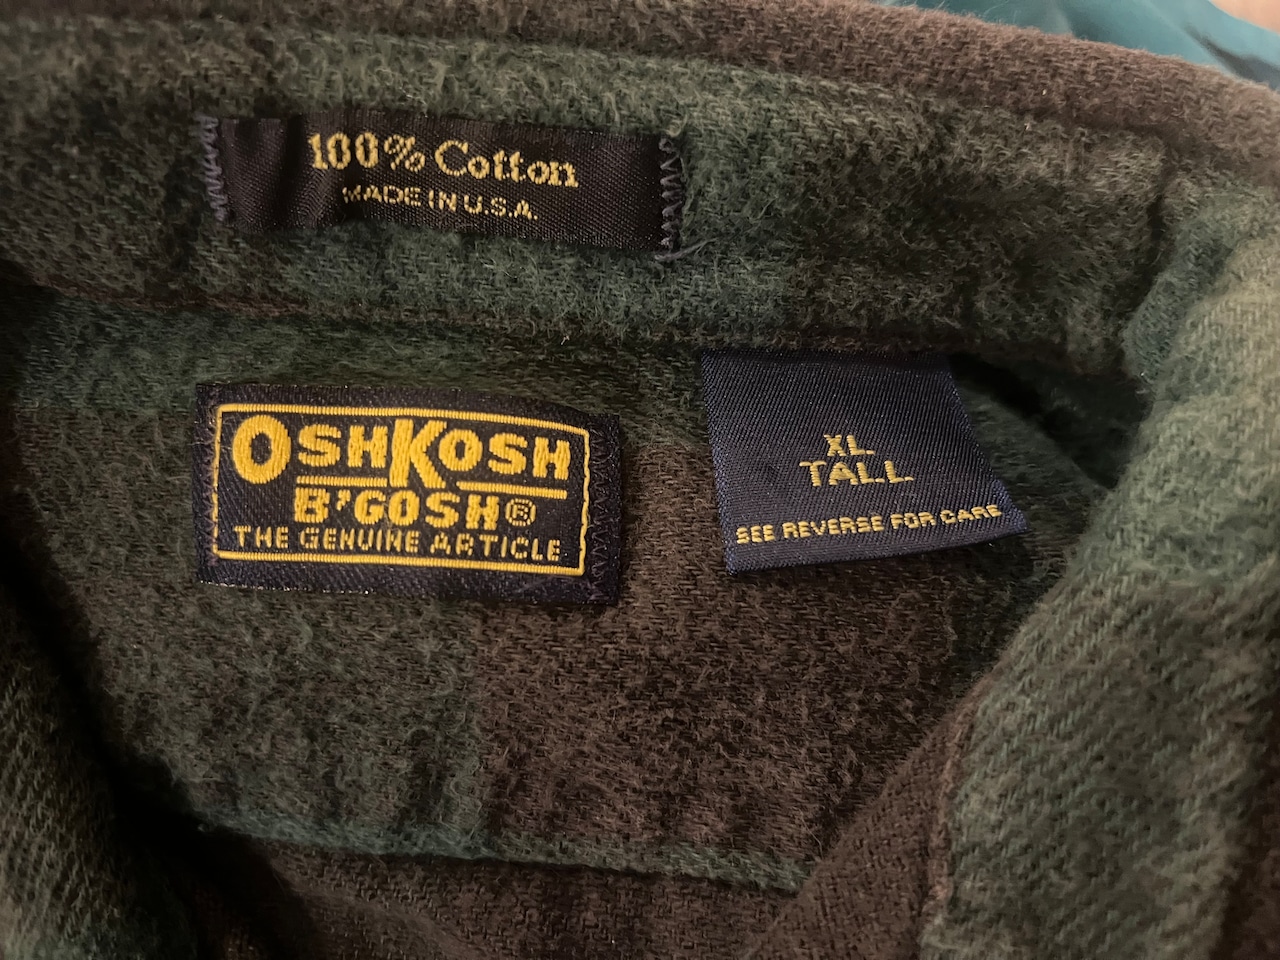 100% Cotton
MADE IN U.S.A.
OSHKOSH
B'GOSH®
THE GENUINE ARTICLE
XL
TALL
SEE REVERSE FOR CARE